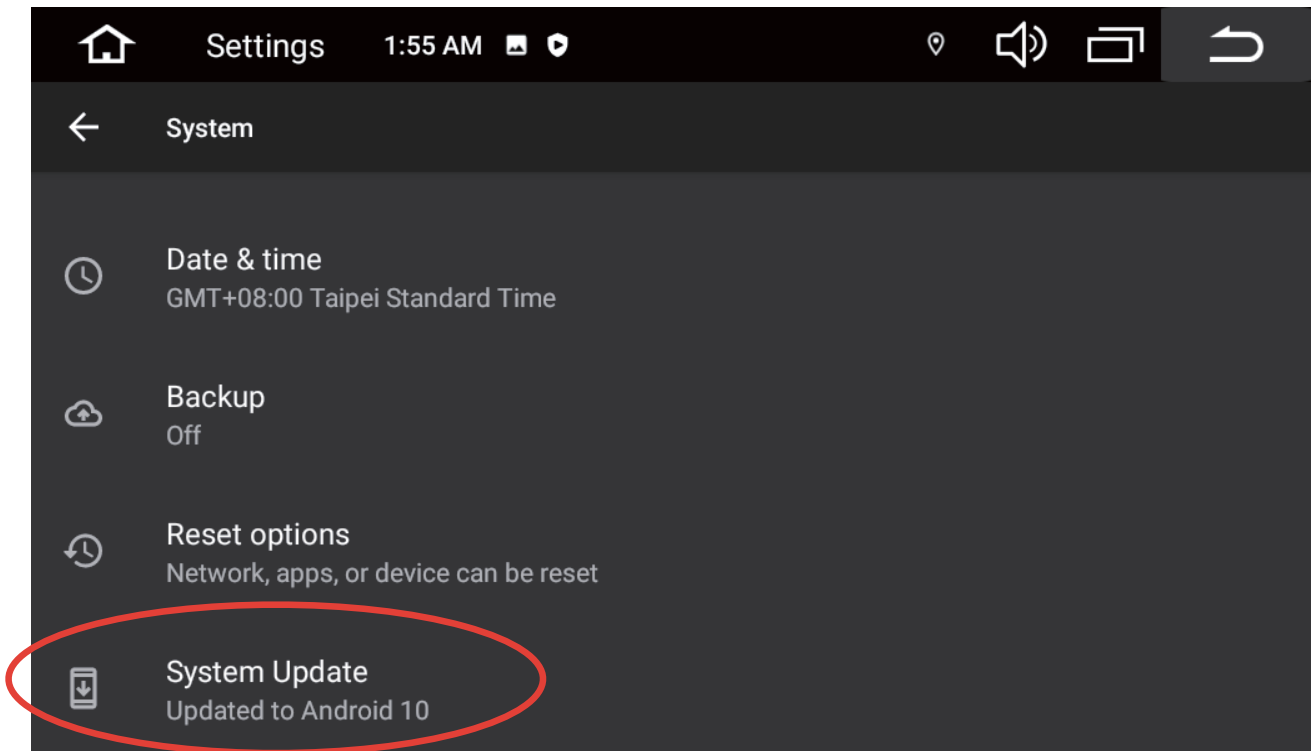 Settings 1:55 AM
System
Date & time
GMT+08:00 Taipei Standard Time
Backup
Off
Reset options
Network, apps, or device can be reset
System Update
Updated to Android 10